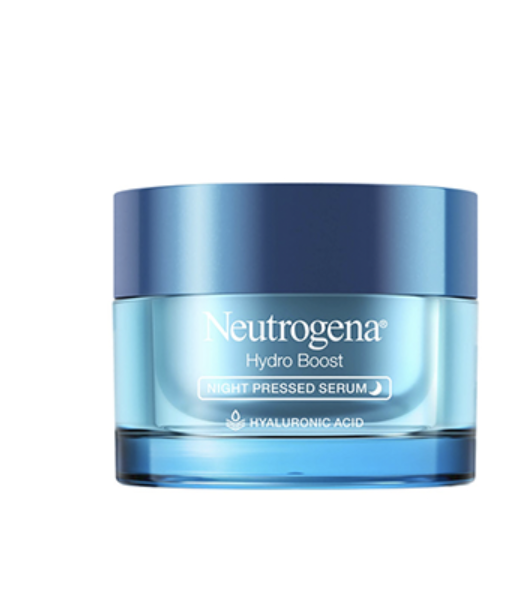 Neutrogena®
Hydro Boost
NIGHT PRESSED SERUM
HYALURONIC ACID